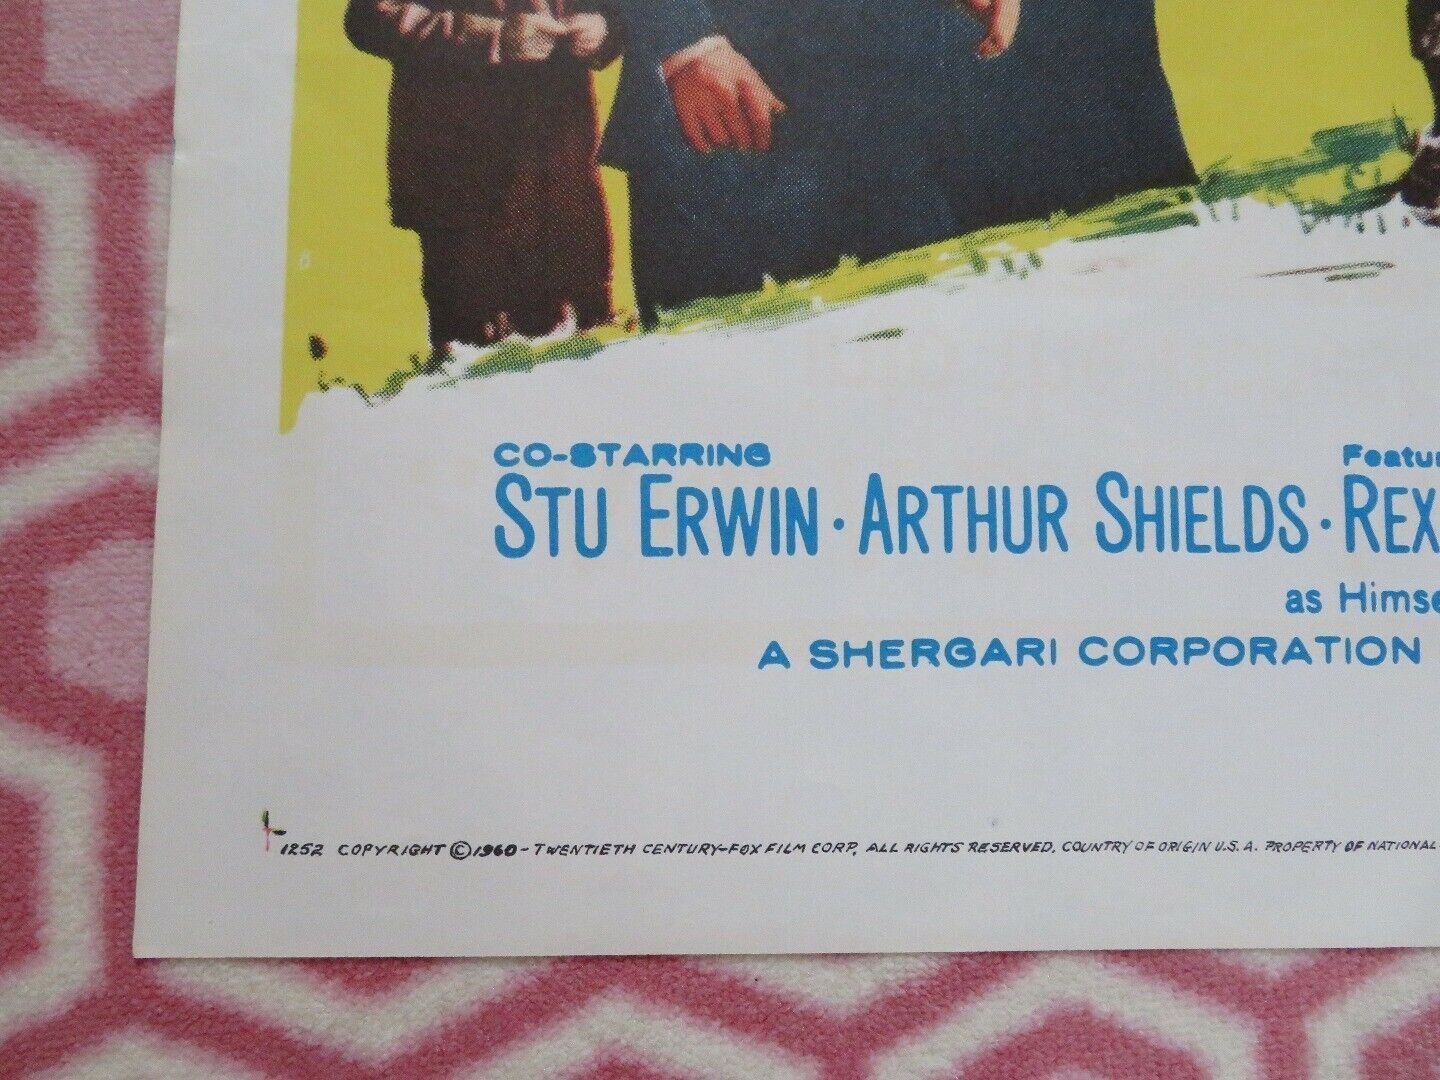 CO-STARRING Featur
STU ERWIN · ARTHUR SHIELDS · REX
as Himse
A SHERGARI CORPORATION
1252 COPYRIGHT © 1960 - TWENTIETH CENTURY-FOX FILM CORP. ALL RIGHTS RESERVED. COUNTRY OF ORIGIN U.S.A. PROPERTY OF NATIONAL